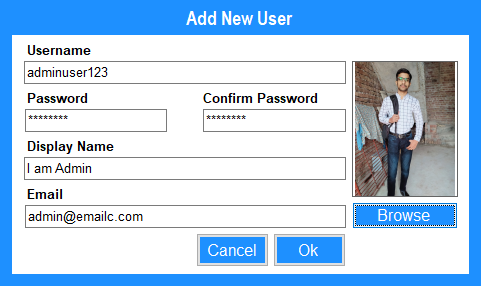 Add New User
Username
adminuser123
Password Confirm Password
******** ********
Display Name
I am Admin
Email
admin@emailc.com
Browse
Cancel Ok